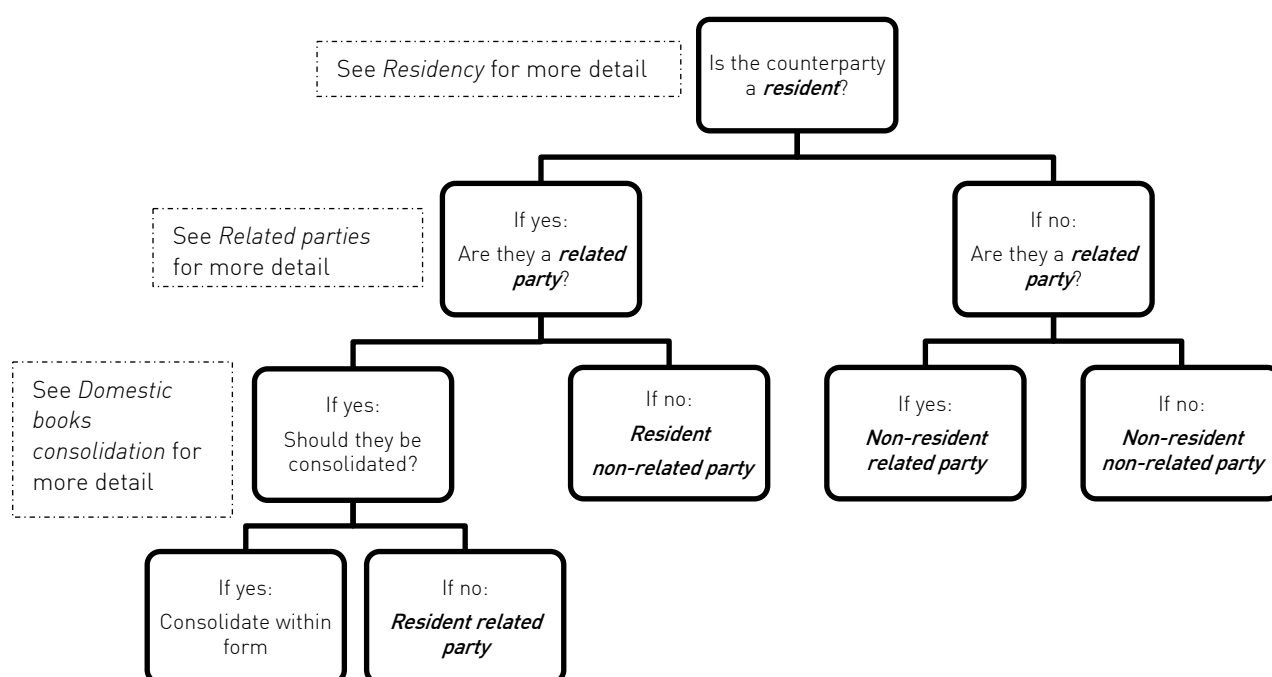 See Residency for more detail
Is the counterparty
a resident?
See Related parties
for more detail
If yes:
Are they a related
party?
If no:
Are they a related
party?
See Domestic
books
consolidation for
more detail
If yes:
Should they be
consolidated?
If no:
Resident
non-related party
If yes:
Non-resident
related party
If no:
Non-resident
non-related party
If yes:
Consolidate within
form
If no:
Resident related
party